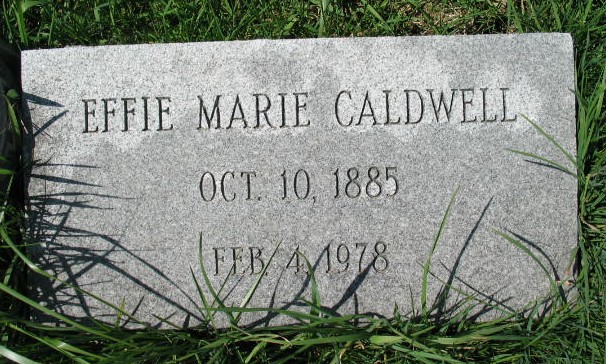 EFFIE MARIE CALDWELL
OCT. 10, 1885
FEB. 4, 1978